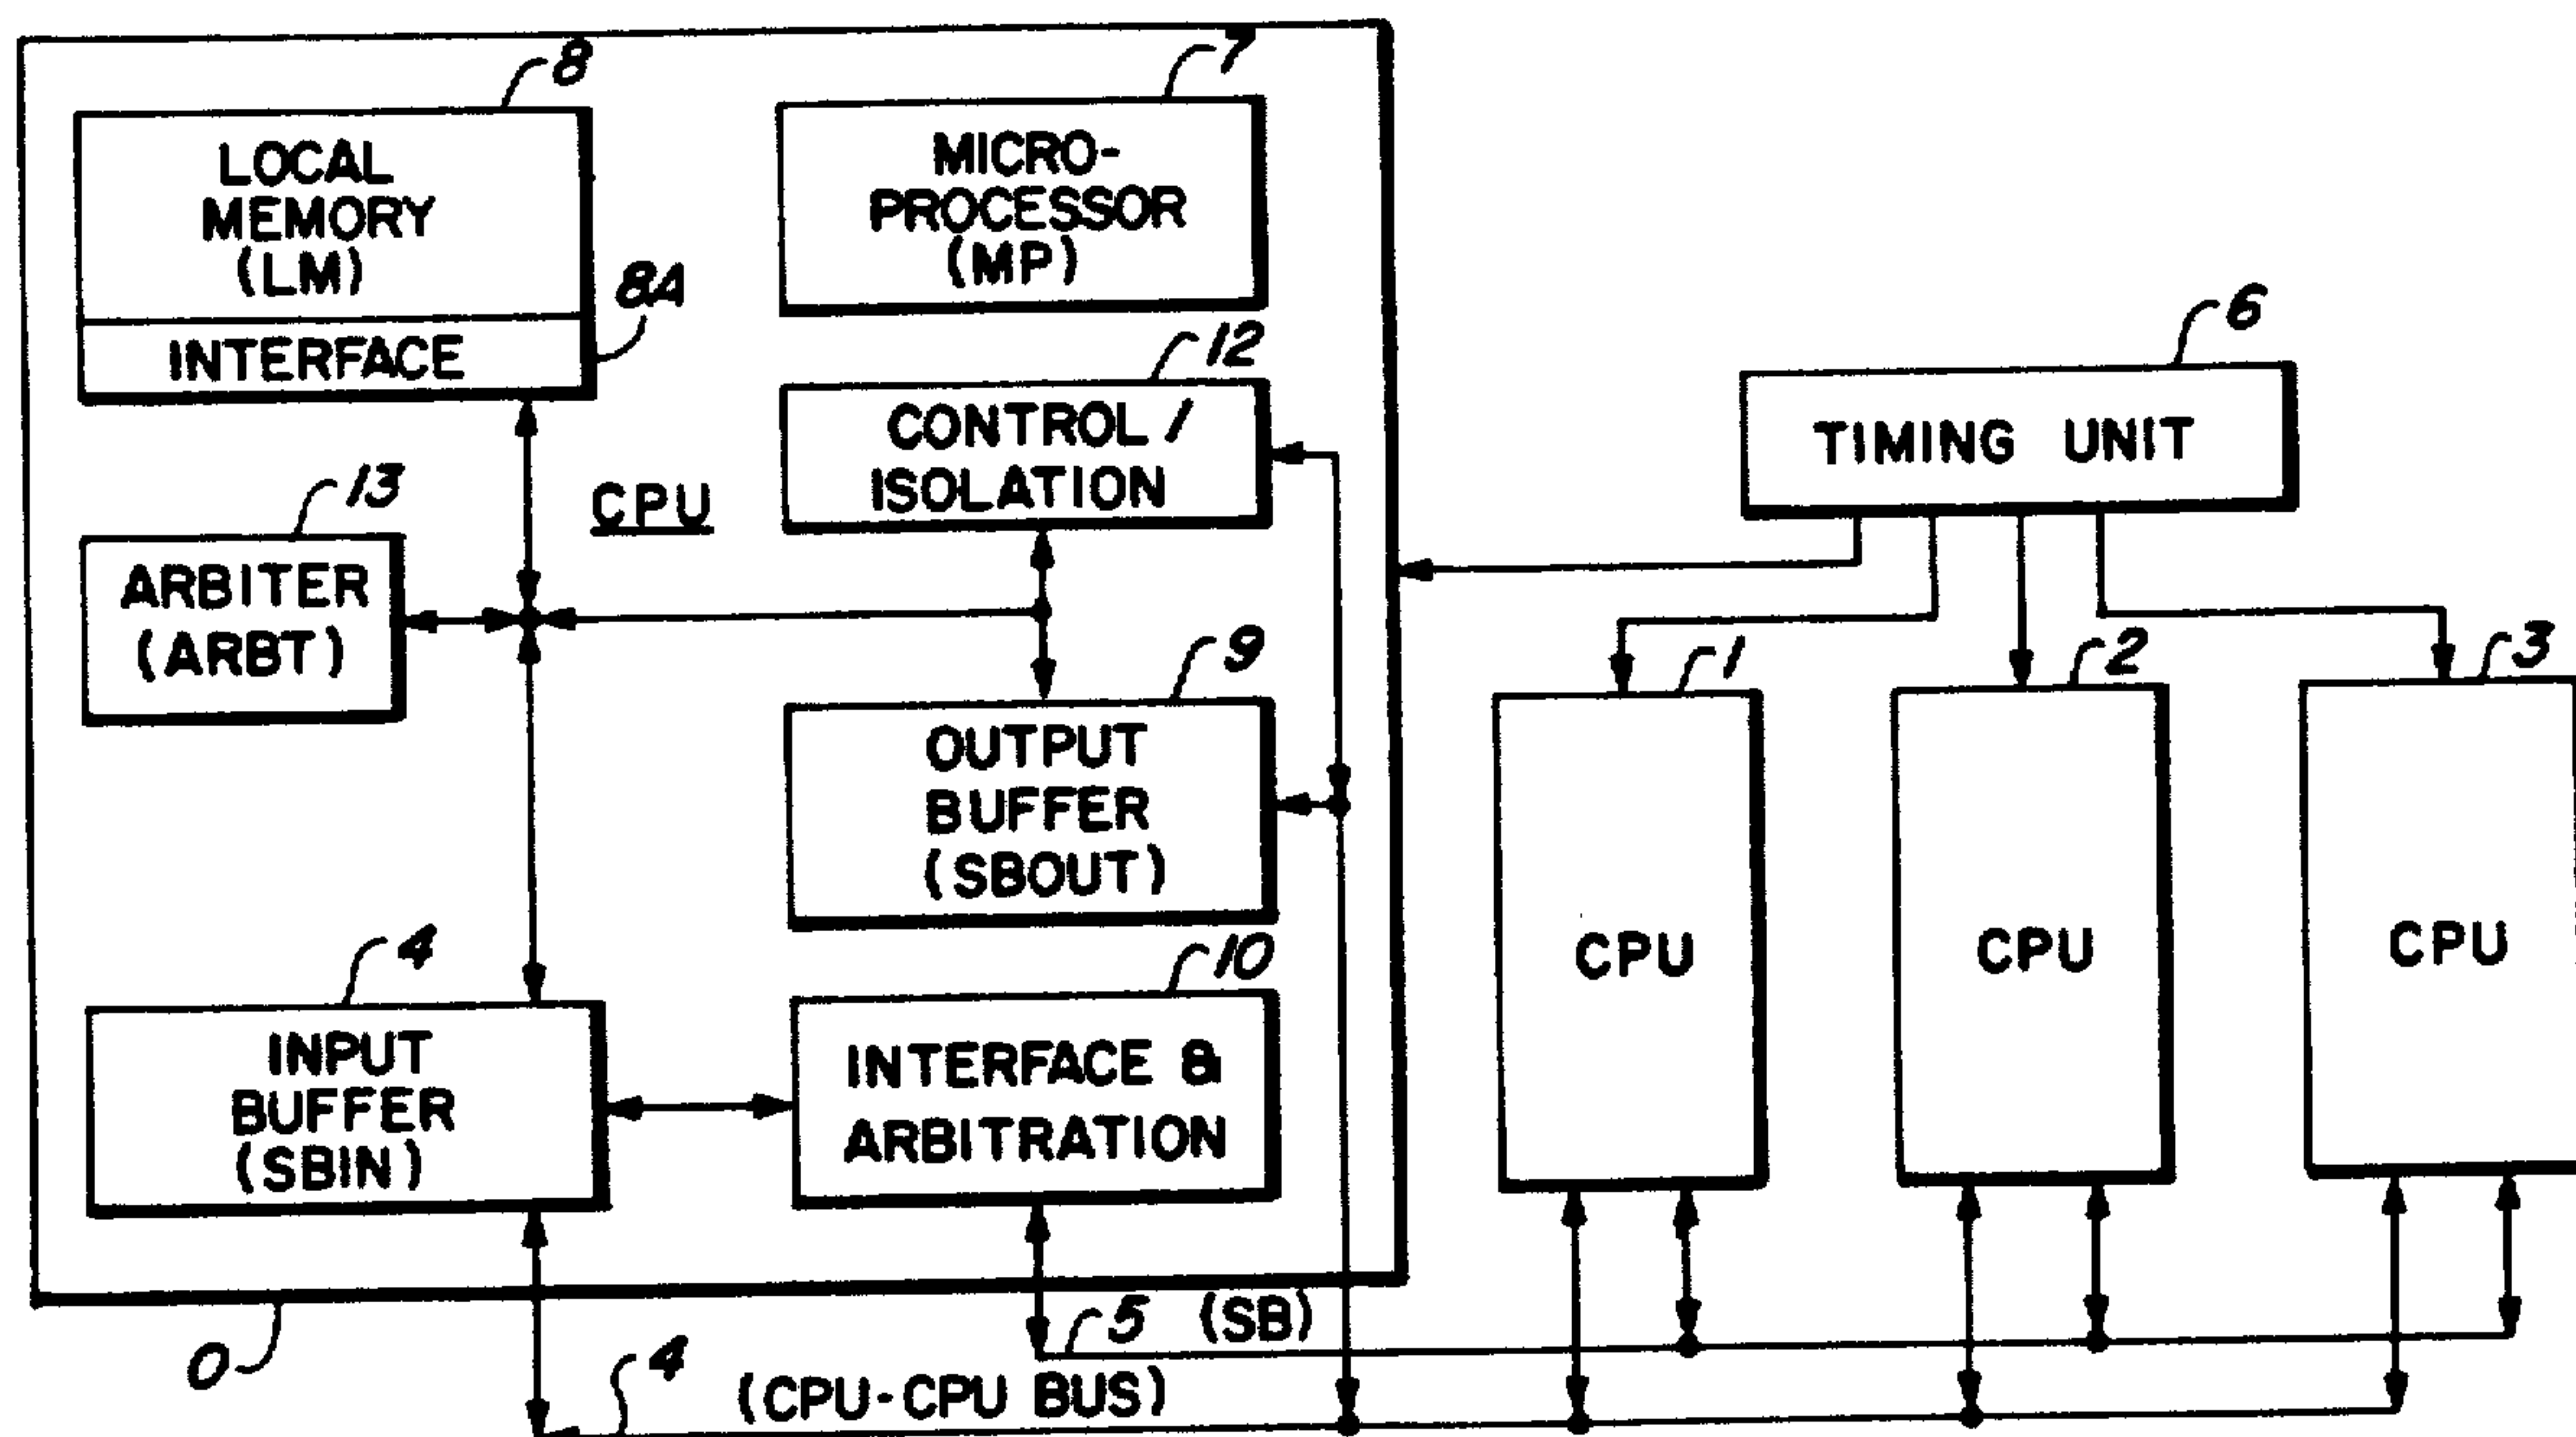 8
LOCAL
MEMORY
(LM)
8A
INTERFACE
7
MICRO-
PROCESSOR
(MP)
12
CONTROL /
ISOLATION
CPU
13
ARBITER
(ARBT)
9
OUTPUT
BUFFER
(SBOUT)
4
INPUT
BUFFER
(SBIN)
10
INTERFACE &
ARBITRATION
6
TIMING UNIT
1
CPU
2
CPU
3
CPU
0
5 (SB)
4 (CPU-CPU BUS)